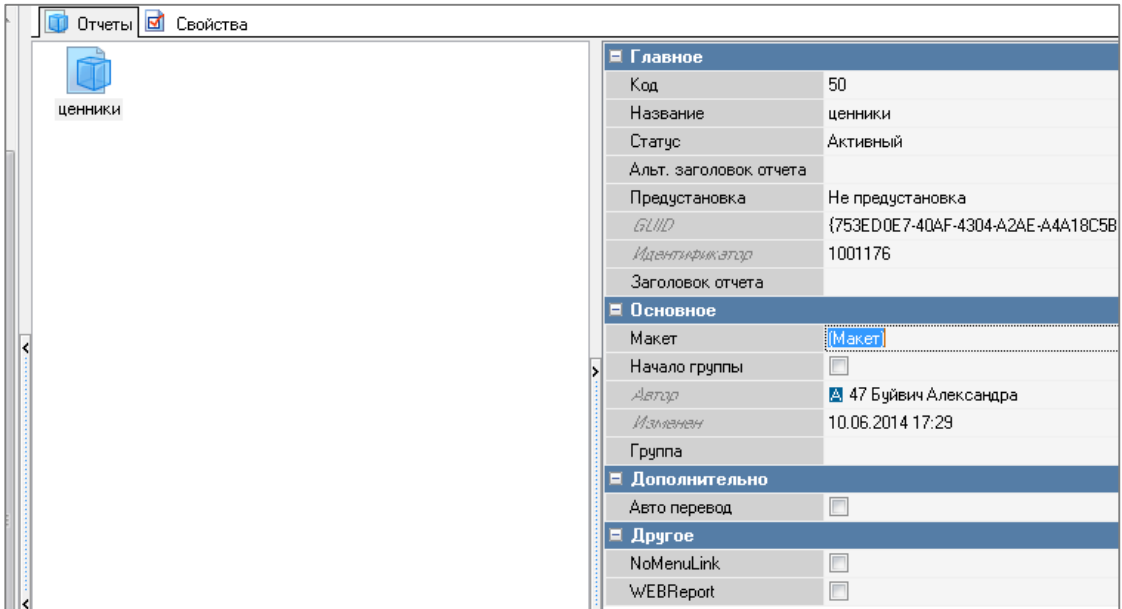 Отчеты Свойства
ценники
Главное
Код 50
Название ценники
Статус Активный
Альт. заголовок отчета
Предустановка Не предустановка
GUID {753ED0E7-40AF-4304-A2AE-A4A18C5B
Идентификатор 1001176
Заголовок отчета
Основное
Макет (Макет)
Начало группы
Автор 47 Буйвич Александра
Изменен 10.06.2014 17:29
Группа
Дополнительно
Авто перевод
Другое
NoMenuLink
WEBReport